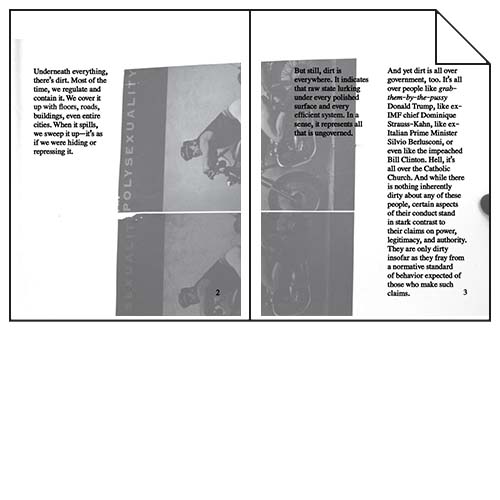 Underneath everything,
there's dirt. Most of the
time, we regulate and
contain it. We cover it
up with floors, roads,
buildings, even entire
cities. When it spills,
we sweep it up—it's as
if we were hiding or
repressing it.
POLYSEXUALITY
SEXUALITY
2
But still, dirt is
everywhere. It indicates
that raw state lurking
under every polished
surface and every
efficient system. In a
sense, it represents all
that is ungoverned.
And yet dirt is all over
government, too. It's all
over people like grab-
them-by-the-pussy
Donald Trump, like ex-
IMF chief Dominique
Strauss-Kahn, like ex-
Italian Prime Minister
Silvio Berlusconi, or
even like the impeached
Bill Clinton. Hell, it's
all over the Catholic
Church. And while there
is nothing inherently
dirty about any of these
people, certain aspects
of their conduct stand
in stark contrast to
their claims on power,
legitimacy, and authority.
They are only dirty
insofar as they fray from
a normative standard
of behavior expected of
those who make such
claims.
3